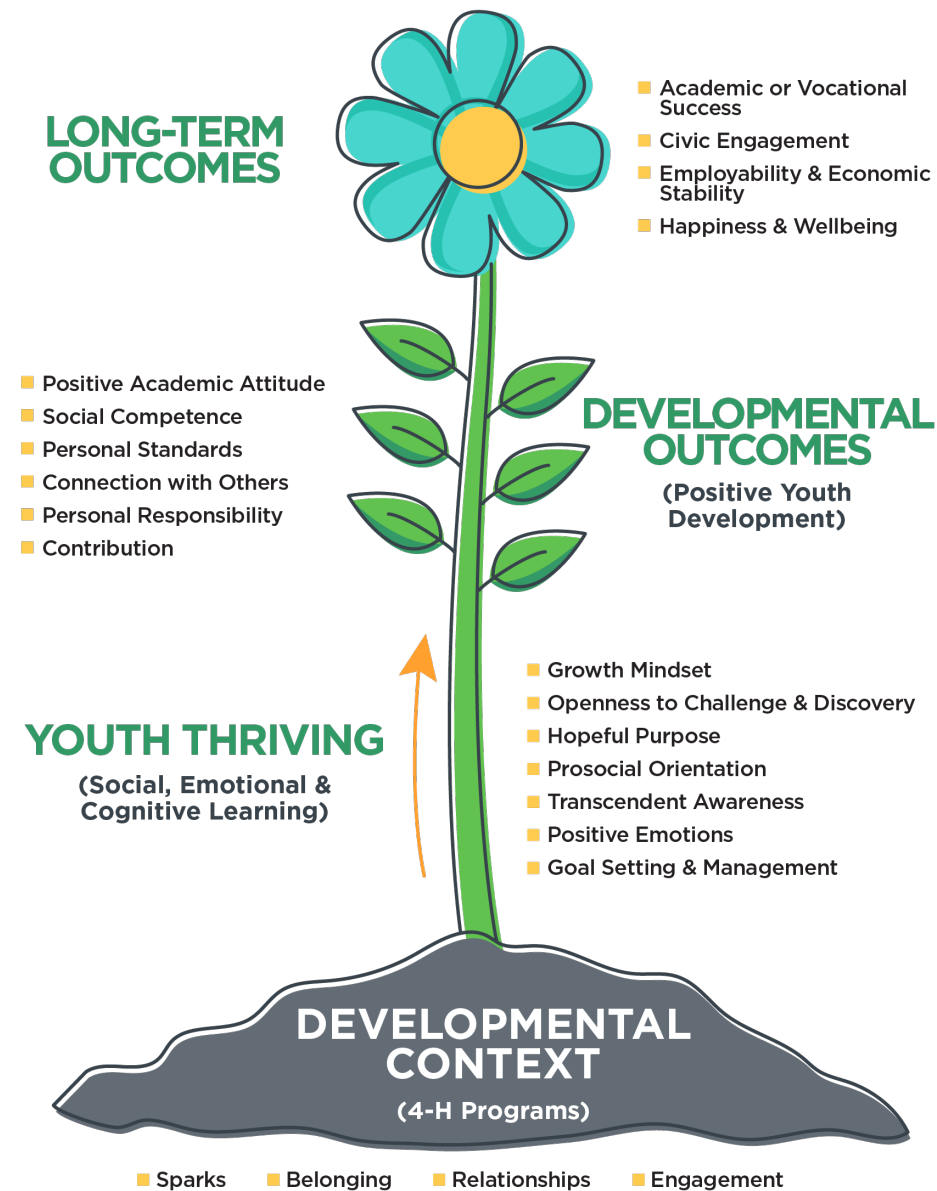 LONG-TERM
OUTCOMES
Academic or Vocational
Success
Civic Engagement
Employability & Economic
Stability
Happiness & Wellbeing
Positive Academic Attitude
Social Competence
Personal Standards
Connection with Others
Personal Responsibility
Contribution
DEVELOPMENTAL
OUTCOMES
(Positive Youth
Development)
YOUTH THRIVING
(Social, Emotional &
Cognitive Learning)
Growth Mindset
Openness to Challenge & Discovery
Hopeful Purpose
Prosocial Orientation
Transcendent Awareness
Positive Emotions
Goal Setting & Management
DEVELOPMENTAL
CONTEXT
(4-H Programs)
Sparks Belonging Relationships Engagement